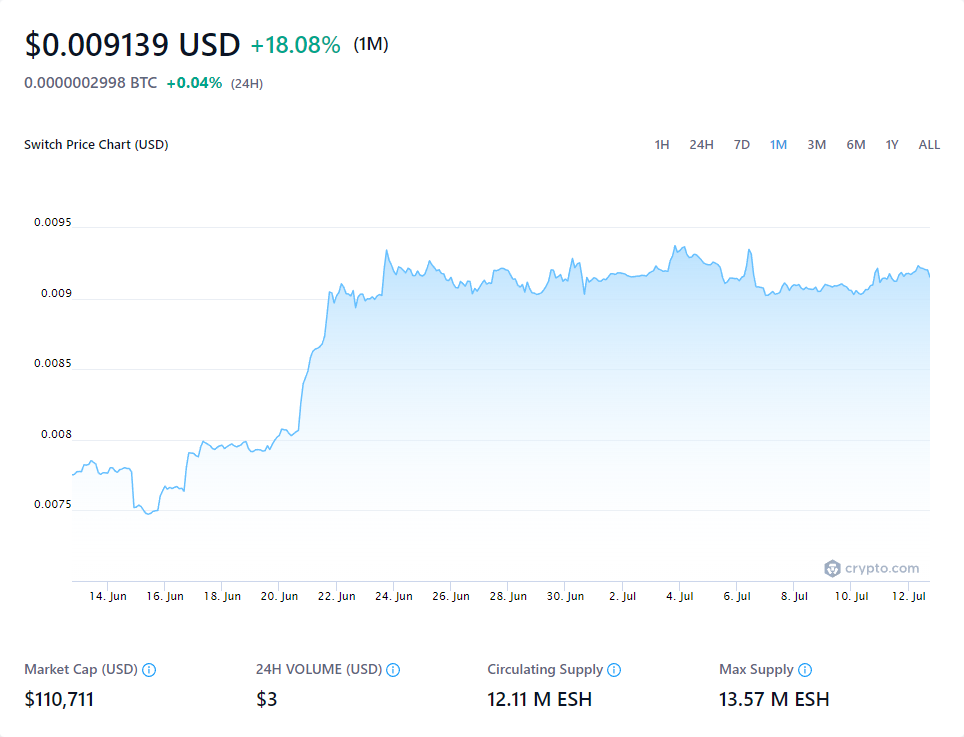 $0.009139 USD +18.08% (1M)
0.0000002998 BTC +0.04% (24H)
Switch Price Chart (USD) 1H 24H 7D 1M 3M 6M 1Y ALL
0.0095
0.009
0.0085
0.008
0.0075
crypto.com
14. Jun 16. Jun 18. Jun 20. Jun 22. Jun 24. Jun 26. Jun 28. Jun 30. Jun 2. Jul 4. Jul 6. Jul 8. Jul 10. Jul 12. Jul
Market Cap (USD) 24H VOLUME (USD) Circulating Supply Max Supply
$110,711 $3 12.11 M ESH 13.57 M ESH